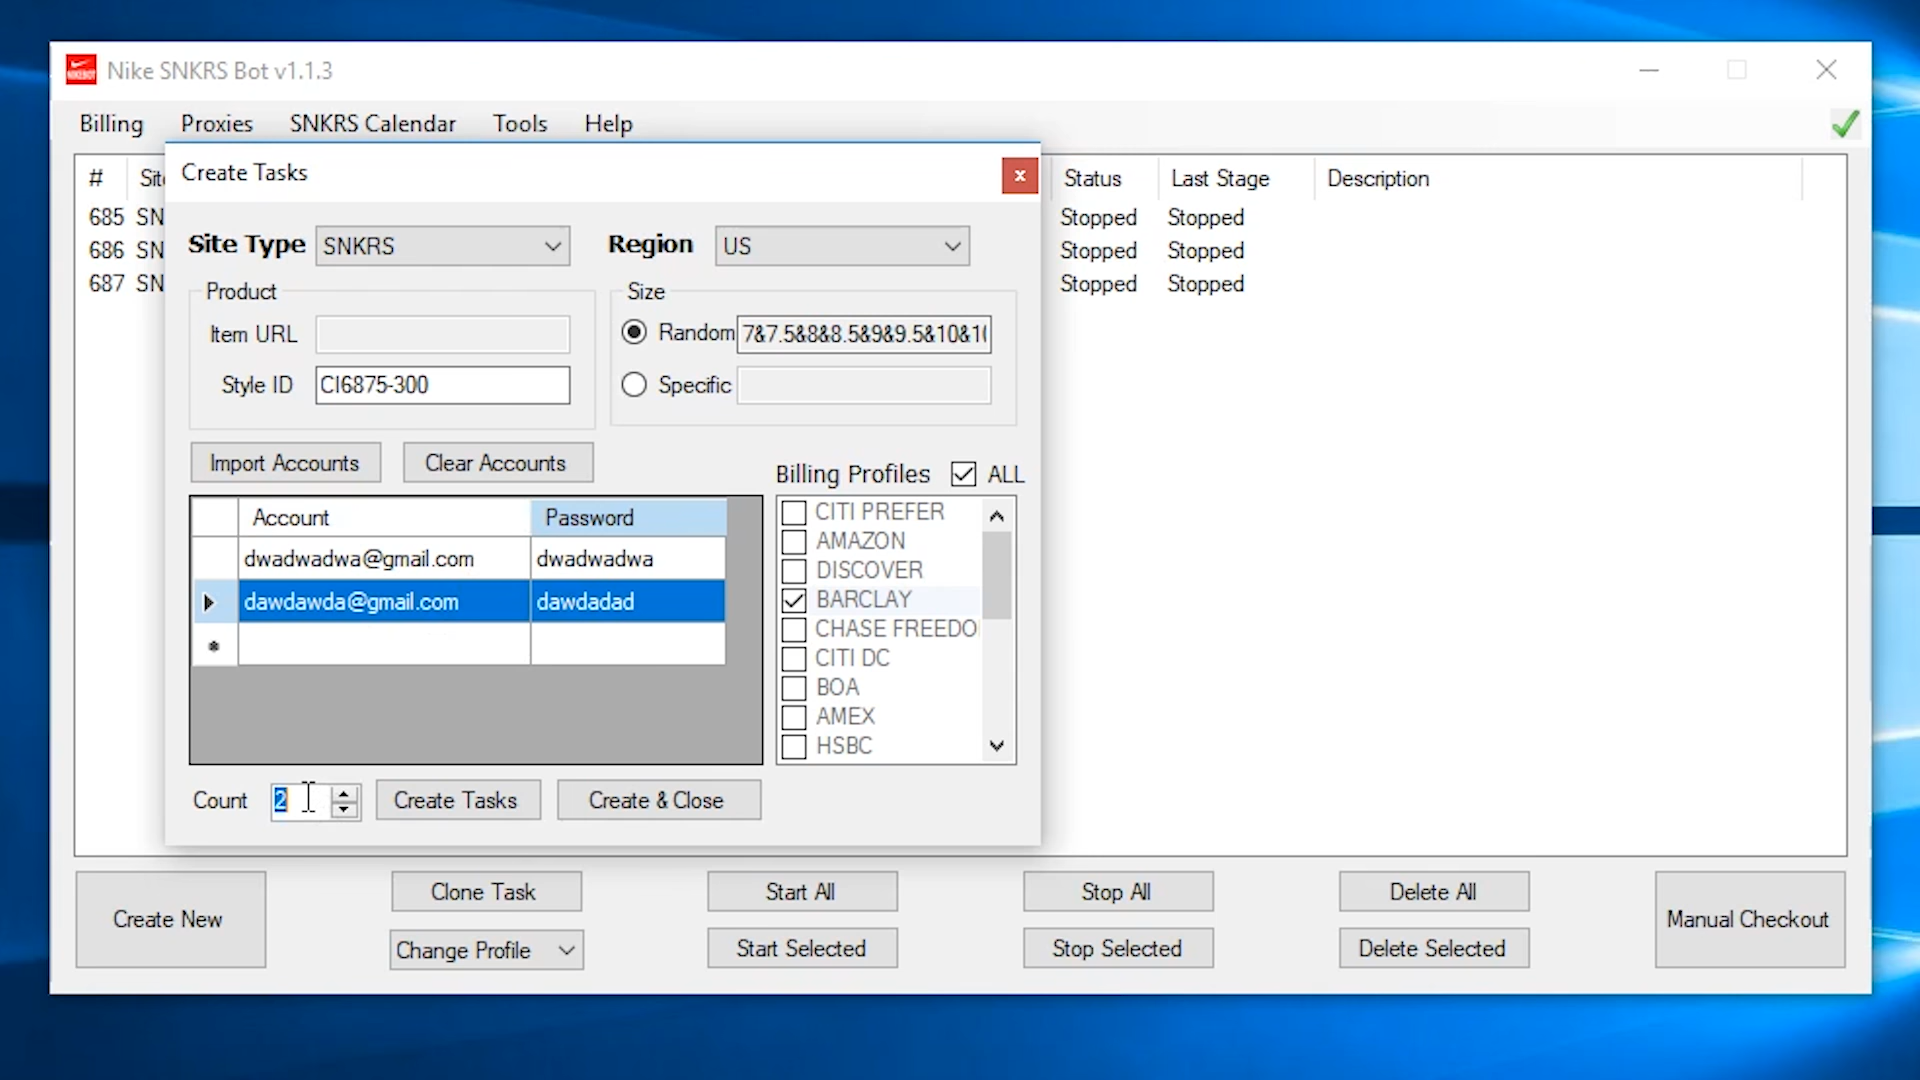 Nike SNKRS Bot v1.1.3
Billing Proxies SNKRS Calendar Tools Help
# Site Status Last Stage Description
Create Tasks x
685 SN Stopped Stopped
686 SN Stopped Stopped
687 SN Stopped Stopped
Site Type SNKRS Region US
Product Size
Item URL Random 7&7.5&8&8.5&9&9.5&10&1(
Style ID CI6875-300 Specific
Import Accounts Clear Accounts Billing Profiles ALL
Account Password
dwadwadwa@gmail.com dwadwadwa
dawdawda@gmail.com dawdadad
CITI PREFER
AMAZON
DISCOVER
BARCLAY
CHASE FREEDO
CITI DC
BOA
AMEX
HSBC
Count 2 Create Tasks Create & Close
Create New Clone Task Start All Stop All Delete All Manual Checkout
Change Profile Start Selected Stop Selected Delete Selected